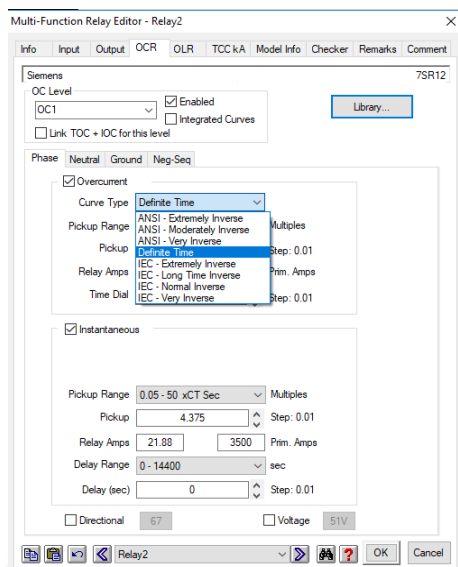 Multi-Function Relay Editor - Relay2
Info Input Output OCR OLR TCC kA Model Info Checker Remarks Comment
Siemens 7SR12
OC Level
OC1
Enabled
Integrated Curves
Library...
Link TOC + IOC for this level
Phase Neutral Ground Neg-Seq
Overcurrent
Curve Type Definite Time
ANSI - Extremely Inverse
ANSI - Moderately Inverse
ANSI - Very Inverse
Definite Time
IEC - Extremely Inverse
IEC - Long Time Inverse
IEC - Normal Inverse
IEC - Very Inverse
Pickup Range Multiples
Pickup Step: 0.01
Relay Amps Prim. Amps
Time Dial Step: 0.01
Instantaneous
Pickup Range 0.05 - 50 xCT Sec Multiples
Pickup 4.375 Step: 0.01
Relay Amps 21.88 3500 Prim. Amps
Delay Range 0 - 14400 sec
Delay (sec) 0 Step: 0.01
Directional 67 Voltage 51V
Relay2 ? OK Cancel